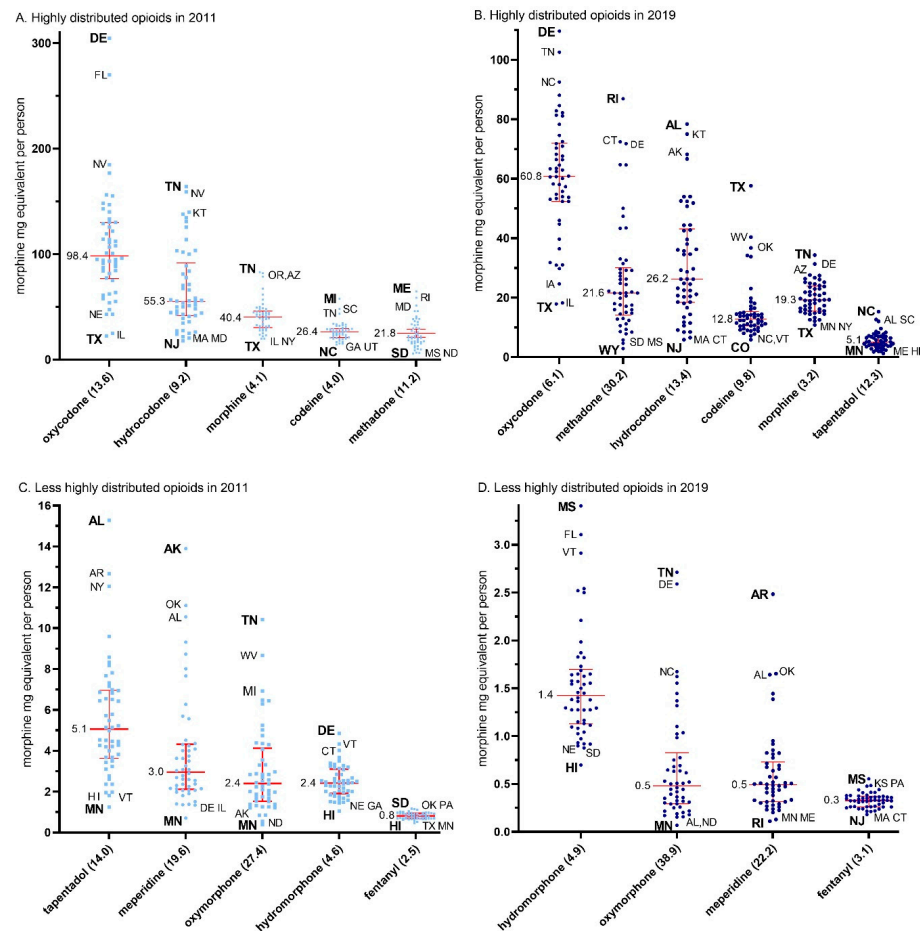 A. Highly distributed opioids in 2011
morphine mg equivalent per person
300
200
100
0
DE
FL
NV
98.4
NE
TX IL
TN
NV
KT
55.3
NJ MA MD
TN
OR,AZ
40.4
TX IL NY
MI
TN SC
26.4
NC GA UT
ME
MD RI
21.8
SD MS ND
oxycodone (13.6)
hydrocodone (9.2)
morphine (4.1)
codeine (4.0)
methadone (11.2)
B. Highly distributed opioids in 2019
morphine mg equivalent per person
100
80
60
40
20
0
DE
TN
NC
60.8
IA
TX IL
RI
CT DE
21.6
SD MS
WY
AL
KT
AK
26.2
MA CT
NJ
TX
WV
OK
12.8
NC,VT
CO
TN
DE
AZ
19.3
MN NY
TX
NC
AL SC
5.1
MN ME HI
oxycodone (6.1)
methadone (30.2)
hydrocodone (13.4)
codeine (9.8)
morphine (3.2)
tapentadol (12.3)
C. Less highly distributed opioids in 2011
morphine mg equivalent per person
16
14
12
10
8
6
4
2
0
AL
AR
NY
5.1
HI VT
MN
AK
OK
AL
3.0
DE IL
MN
TN
WV
MI
2.4
AK
MN ND
DE
VT
CT
2.4
NE GA
HI
SD OK PA
0.8
HI TX MN
tapentadol (14.0)
meperidine (19.6)
oxymorphone (27.4)
hydromorphone (4.6)
fentanyl (2.5)
D. Less highly distributed opioids in 2019
morphine mg equivalent per person
3.0
2.5
2.0
1.5
1.0
0.5
0.0
MS
FL
VT
1.4
NE SD
HI
TN
DE
NC
0.5
MN AL,ND
AR
AL OK
0.5
MN ME
RI
MS KS PA
0.3
NJ MA CT
hydromorphone (4.9)
oxymorphone (38.9)
meperidine (22.2)
fentanyl (3.1)